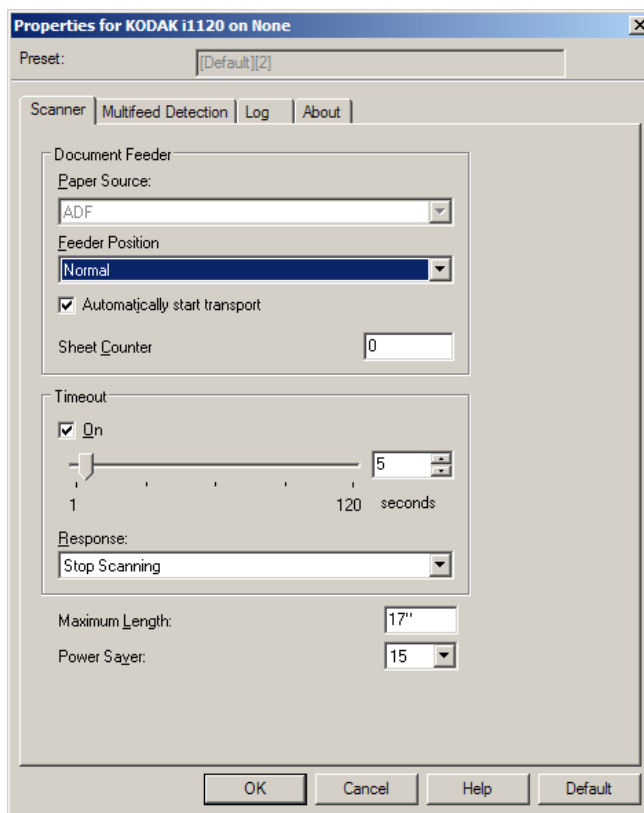 Properties for KODAK i1120 on None
Preset: [Default][2]
Scanner Multifeed Detection Log About
Document Feeder
Paper Source:
ADF
Feeder Position
Normal
Automatically start transport
Sheet Counter 0
Timeout
On
5
1 120 seconds
Response:
Stop Scanning
Maximum Length: 17"
Power Saver: 15
OK Cancel Help Default